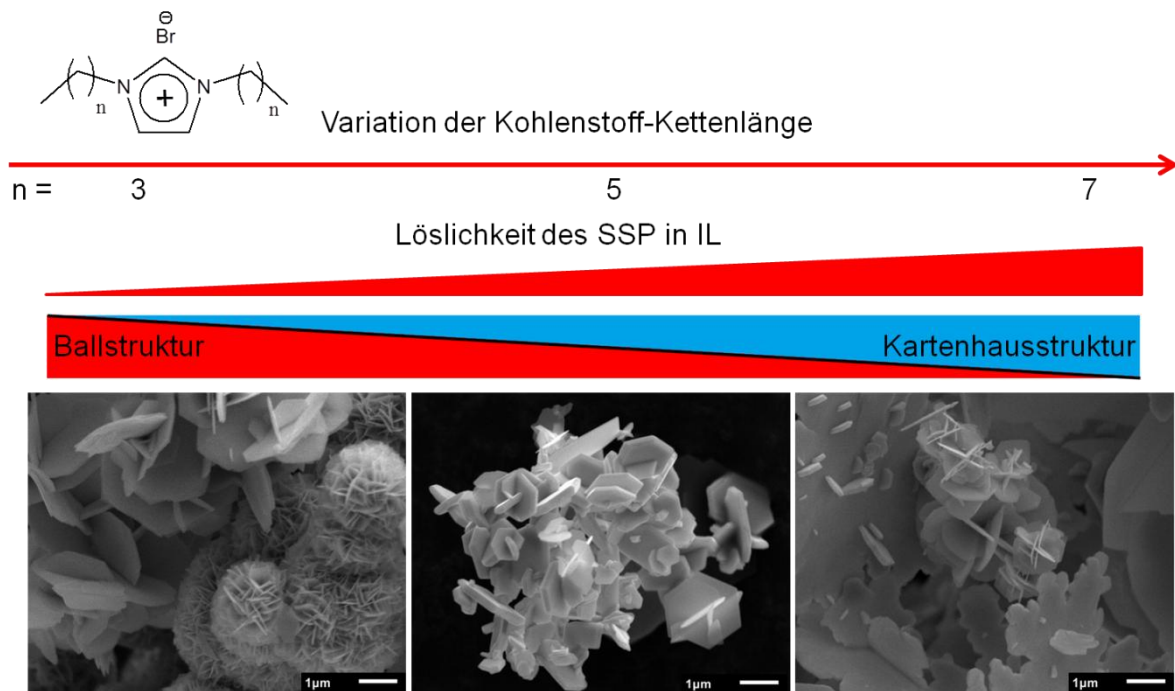 ⊖
Br
N
N
+
n
n
Variation der Kohlenstoff-Kettenlänge
n = 3 5 7
Löslichkeit des SSP in IL
Ballstruktur Kartenhausstruktur
1µm 1µm 1µm